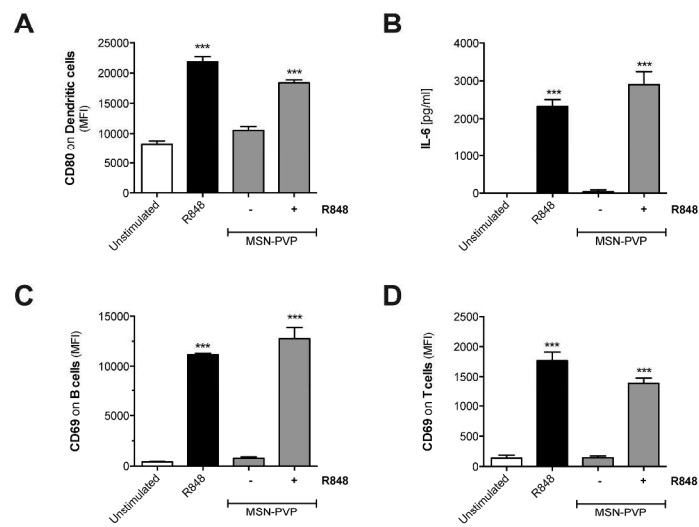 A
CD80 on Dendritic cells
(MFI)
25000
20000
15000
10000
5000
0
***
***
Unstimulated
R848
-
+
R848
MSN-PVP
B
IL-6 [pg/ml]
4000
3000
2000
1000
0
***
***
Unstimulated
R848
-
+
R848
MSN-PVP
C
CD69 on B cells (MFI)
15000
10000
5000
0
***
***
Unstimulated
R848
-
+
R848
MSN-PVP
D
CD69 on T cells (MFI)
2500
2000
1500
1000
500
0
***
***
Unstimulated
R848
-
+
R848
MSN-PVP